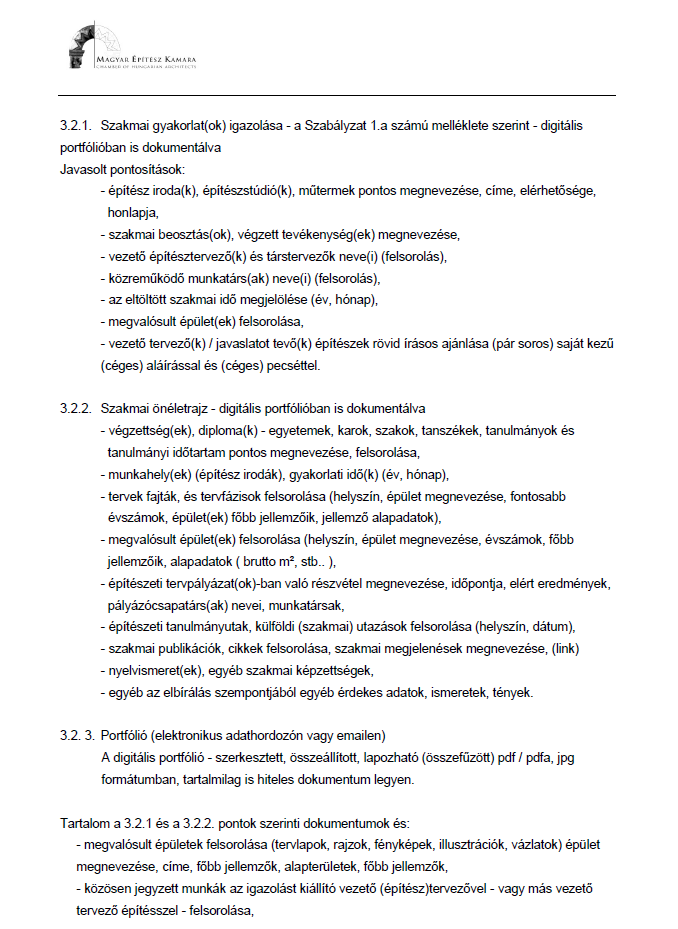 MAGYAR ÉPÍTÉSZ KAMARA
CHAMBER OF HUNGARIAN ARCHITECTS
3.2.1. Szakmai gyakorlat(ok) igazolása - a Szabályzat 1.a számú melléklete szerint - digitális
portfólióban is dokumentálva
Javasolt pontosítások:
- építész iroda(k), építészstúdió(k), műtermek pontos megnevezése, címe, elérhetősége,
honlapja,
- szakmai beosztás(ok), végzett tevékenység(ek) megnevezése,
- vezető építésztervező(k) és társtervezők neve(i) (felsorolás),
- közreműködő munkatárs(ak) neve(i) (felsorolás),
- az eltöltött szakmai idő megjelölése (év, hónap),
- megvalósult épület(ek) felsorolása,
- vezető tervező(k) / javaslatot tevő(k) építészek rövid írásos ajánlása (pár soros) saját kezű
(céges) aláírással és (céges) pecséttel.
3.2.2. Szakmai önéletrajz - digitális portfólióban is dokumentálva
- végzettség(ek), diploma(k) - egyetemek, karok, szakok, tanszékek, tanulmányok és
tanulmányi időtartam pontos megnevezése, felsorolása,
- munkahely(ek) (építész irodák), gyakorlati idő(k) (év, hónap),
- tervek fajták, és tervfázisok felsorolása (helyszín, épület megnevezése, fontosabb
évszámok, épület(ek) főbb jellemzőik, jellemző alapadatok),
- megvalósult épület(ek) felsorolása (helyszín, épület megnevezése, évszámok, főbb
jellemzőik, alapadatok ( brutto m², stb.. ),
- építészeti tervpályázat(ok)-ban való részvétel megnevezése, időpontja, elért eredmények,
pályázócsapatárs(ak) nevei, munkatársak,
- építészeti tanulmányutak, külföldi (szakmai) utazások felsorolása (helyszín, dátum),
- szakmai publikációk, cikkek felsorolása, szakmai megjelenések megnevezése, (link)
- nyelvismeret(ek), egyéb szakmai képzettségek,
- egyéb az elbírálás szempontjából egyéb érdekes adatok, ismeretek, tények.
3.2. 3. Portfólió (elektronikus adathordozón vagy emailen)
A digitális portfólió - szerkesztett, összeállított, lapozható (összefűzött) pdf / pdfa, jpg
formátumban, tartalmilag is hiteles dokumentum legyen.
Tartalom a 3.2.1 és a 3.2.2. pontok szerinti dokumentumok és:
- megvalósult épületek felsorolása (tervlapok, rajzok, fényképek, illusztrációk, vázlatok) épület
megnevezése, címe, főbb jellemzők, alapterületek, főbb jellemzők,
- közösen jegyzett munkák az igazolást kiállító vezető (építész)tervezővel - vagy más vezető
tervező építésszel - felsorolása,